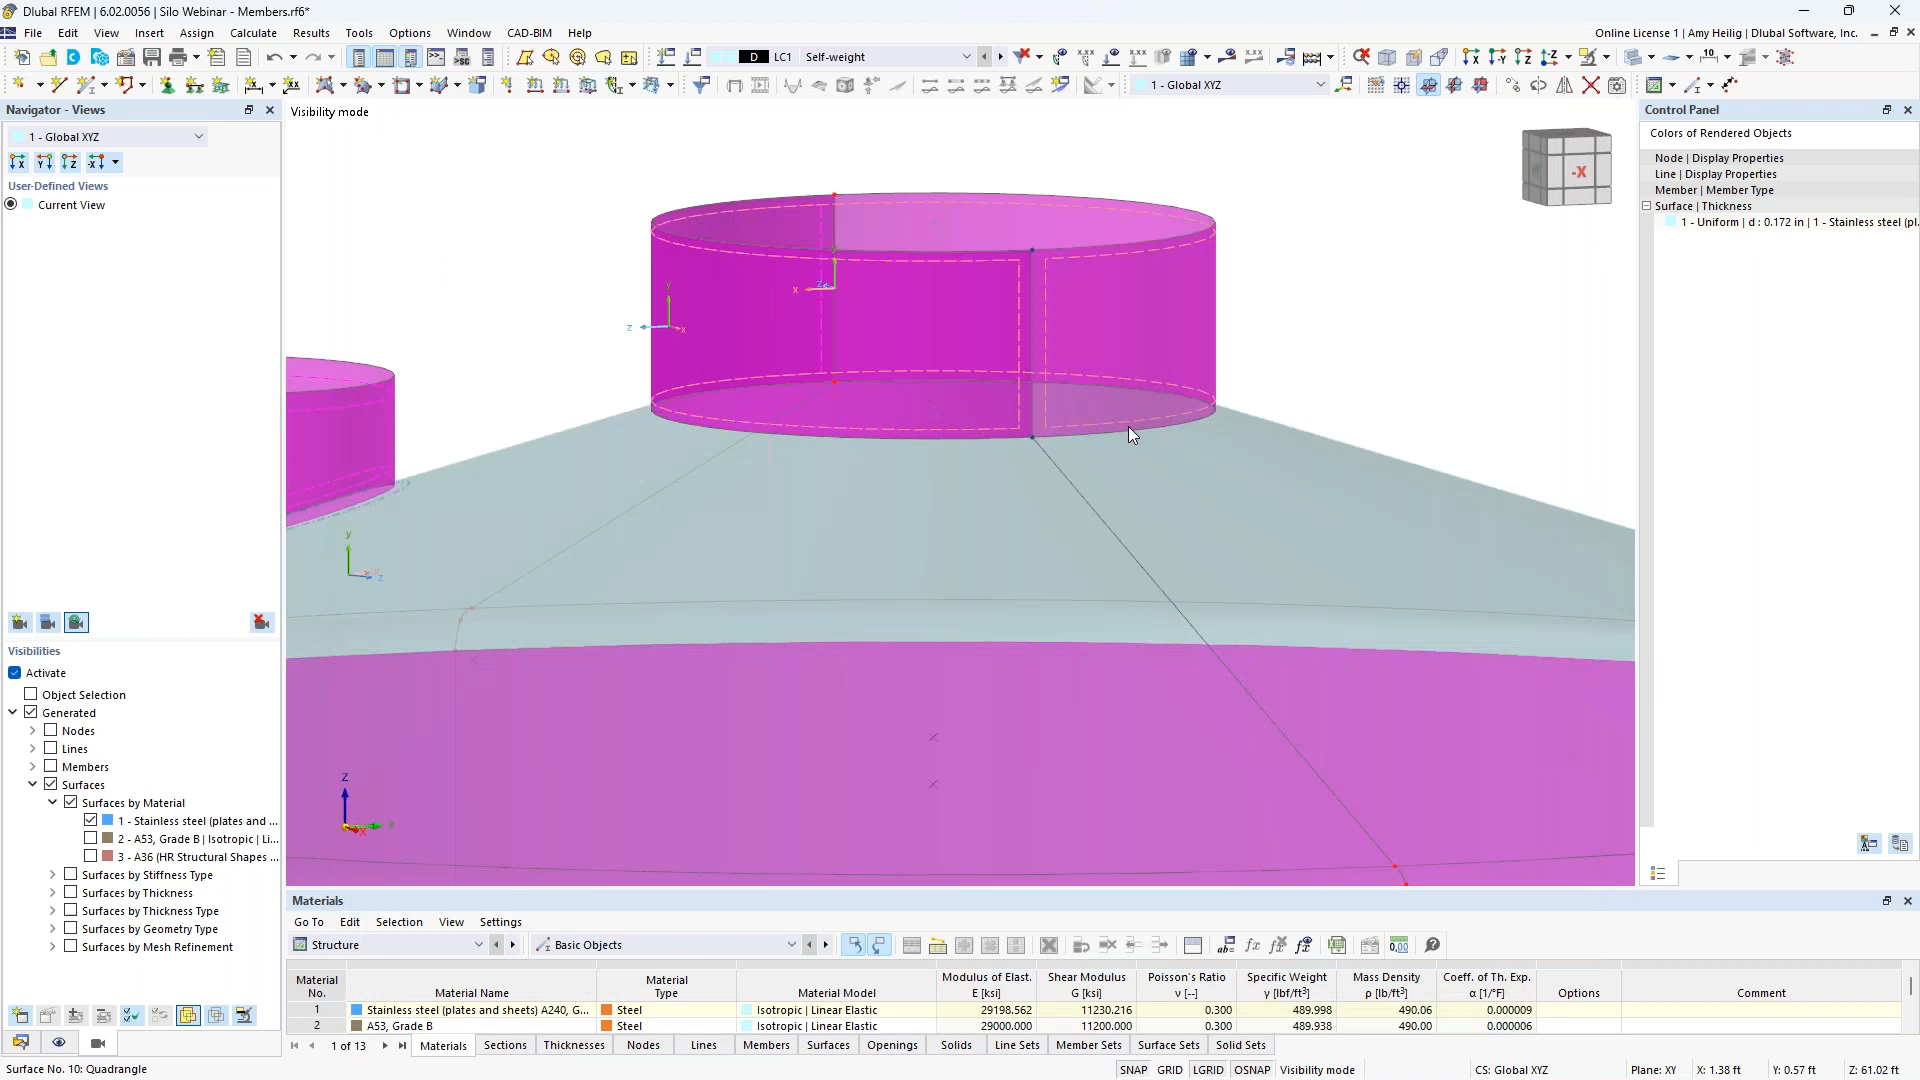 Dlubal RFEM | 6.02.0056 | Silo Webinar - Members.rf6*
File Edit View Insert Assign Calculate Results Tools Options Window CAD-BIM Help
Online License 1 | Amy Heilig | Dlubal Software, Inc.
D LC1 Self-weight
1 - Global XYZ
Navigator - Views
1 - Global XYZ
User-Defined Views
Current View
Visibilities
Activate
Object Selection
Generated
Nodes
Lines
Members
Surfaces
Surfaces by Material
1 - Stainless steel (plates and ...
2 - A53, Grade B | Isotropic | Li...
3 - A36 (HR Structural Shapes ...
Surfaces by Stiffness Type
Surfaces by Thickness
Surfaces by Thickness Type
Surfaces by Geometry Type
Surfaces by Mesh Refinement
Visibility mode
-X
Control Panel
Colors of Rendered Objects
Node | Display Properties
Line | Display Properties
Member | Member Type
Surface | Thickness
1 - Uniform | d : 0.172 in | 1 - Stainless steel (pl...
Materials
Go To Edit Selection View Settings
Structure
Basic Objects
Material No.
Material Name
Material Type
Material Model
Modulus of Elast. E [ksi]
Shear Modulus G [ksi]
Poisson's Ratio ν [--]
Specific Weight γ [lbf/ft³]
Mass Density ρ [lb/ft³]
Coeff. of Th. Exp. α [1/°F]
Options
Comment
1 Stainless steel (plates and sheets) A240, G... Steel Isotropic | Linear Elastic 29198.562 11230.216 0.300 489.998 490.06 0.000009
2 A53, Grade B Steel Isotropic | Linear Elastic 29000.000 11200.000 0.300 489.938 490.00 0.000006
1 of 13 Materials Sections Thicknesses Nodes Lines Members Surfaces Openings Solids Line Sets Member Sets Surface Sets Solid Sets
Surface No. 10: Quadrangle
SNAP GRID LGRID OSNAP Visibility mode
CS: Global XYZ
Plane: XY X: 1.38 ft Y: 0.57 ft Z: 61.02 ft